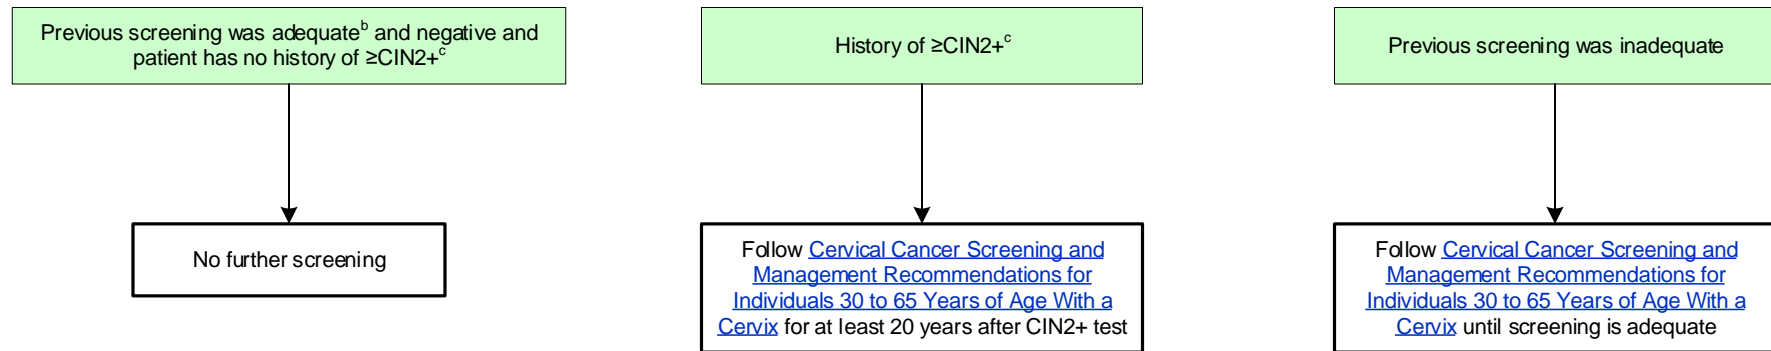 Previous screening was adequateᵇ and negative and
patient has no history of ≥CIN2+ᶜ
No further screening
History of ≥CIN2+ᶜ
Follow Cervical Cancer Screening and
Management Recommendations for
Individuals 30 to 65 Years of Age With a
Cervix for at least 20 years after CIN2+ test
Previous screening was inadequate
Follow Cervical Cancer Screening and
Management Recommendations for
Individuals 30 to 65 Years of Age With a
Cervix until screening is adequate